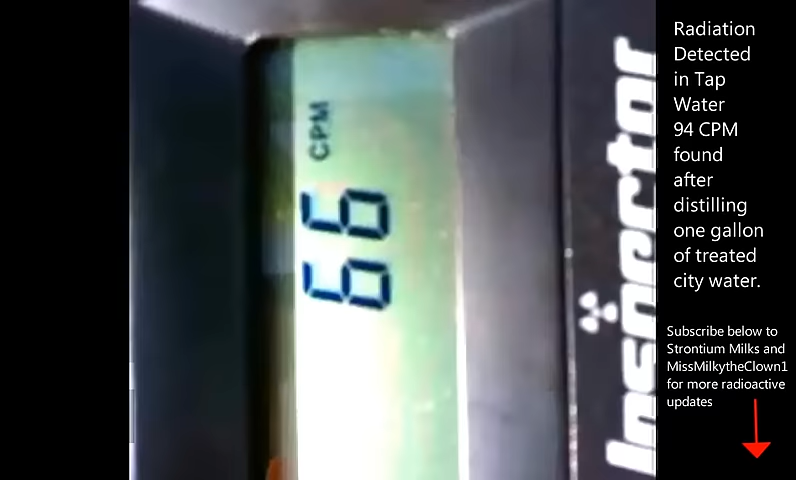 66 CPM
Inspector
Radiation
Detected
in Tap
Water
94 CPM
found
after
distilling
one gallon
of treated
city water.
Subscribe below to
Strontium Milks and
MissMilkytheClown1
for more radioactive
updates